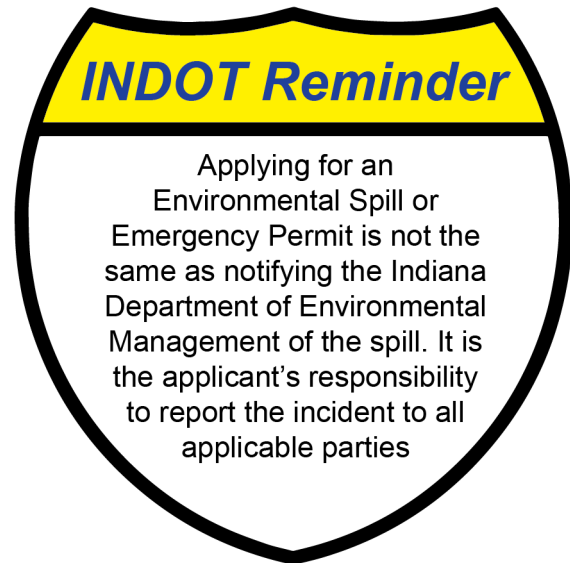 INDOT Reminder
Applying for an
Environmental Spill or
Emergency Permit is not the
same as notifying the Indiana
Department of Environmental
Management of the spill. It is
the applicant’s responsibility
to report the incident to all
applicable parties